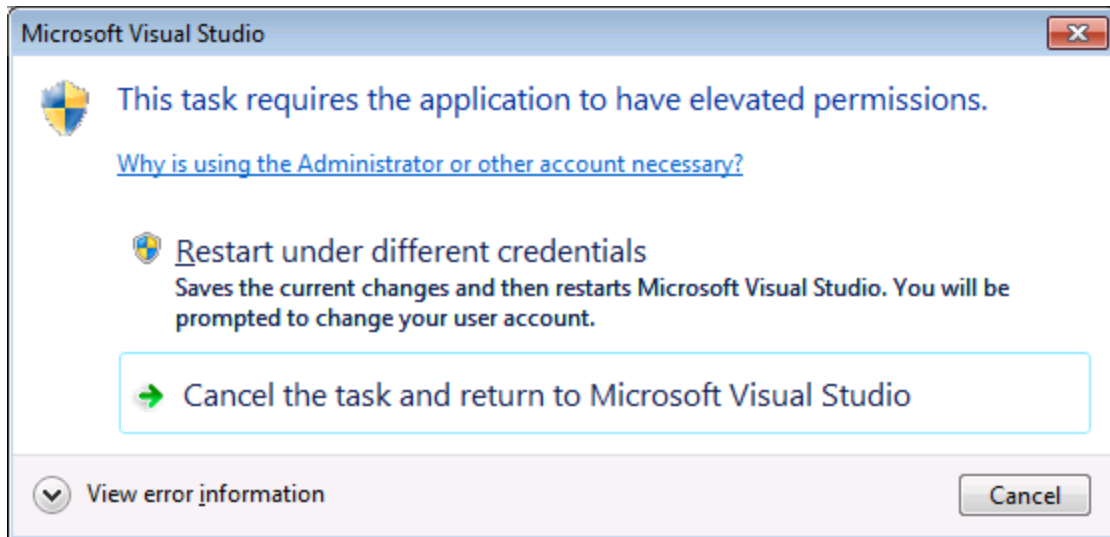 Microsoft Visual Studio
This task requires the application to have elevated permissions.
Why is using the Administrator or other account necessary?
Restart under different credentials
Saves the current changes and then restarts Microsoft Visual Studio. You will be
prompted to change your user account.
Cancel the task and return to Microsoft Visual Studio
View error information
Cancel